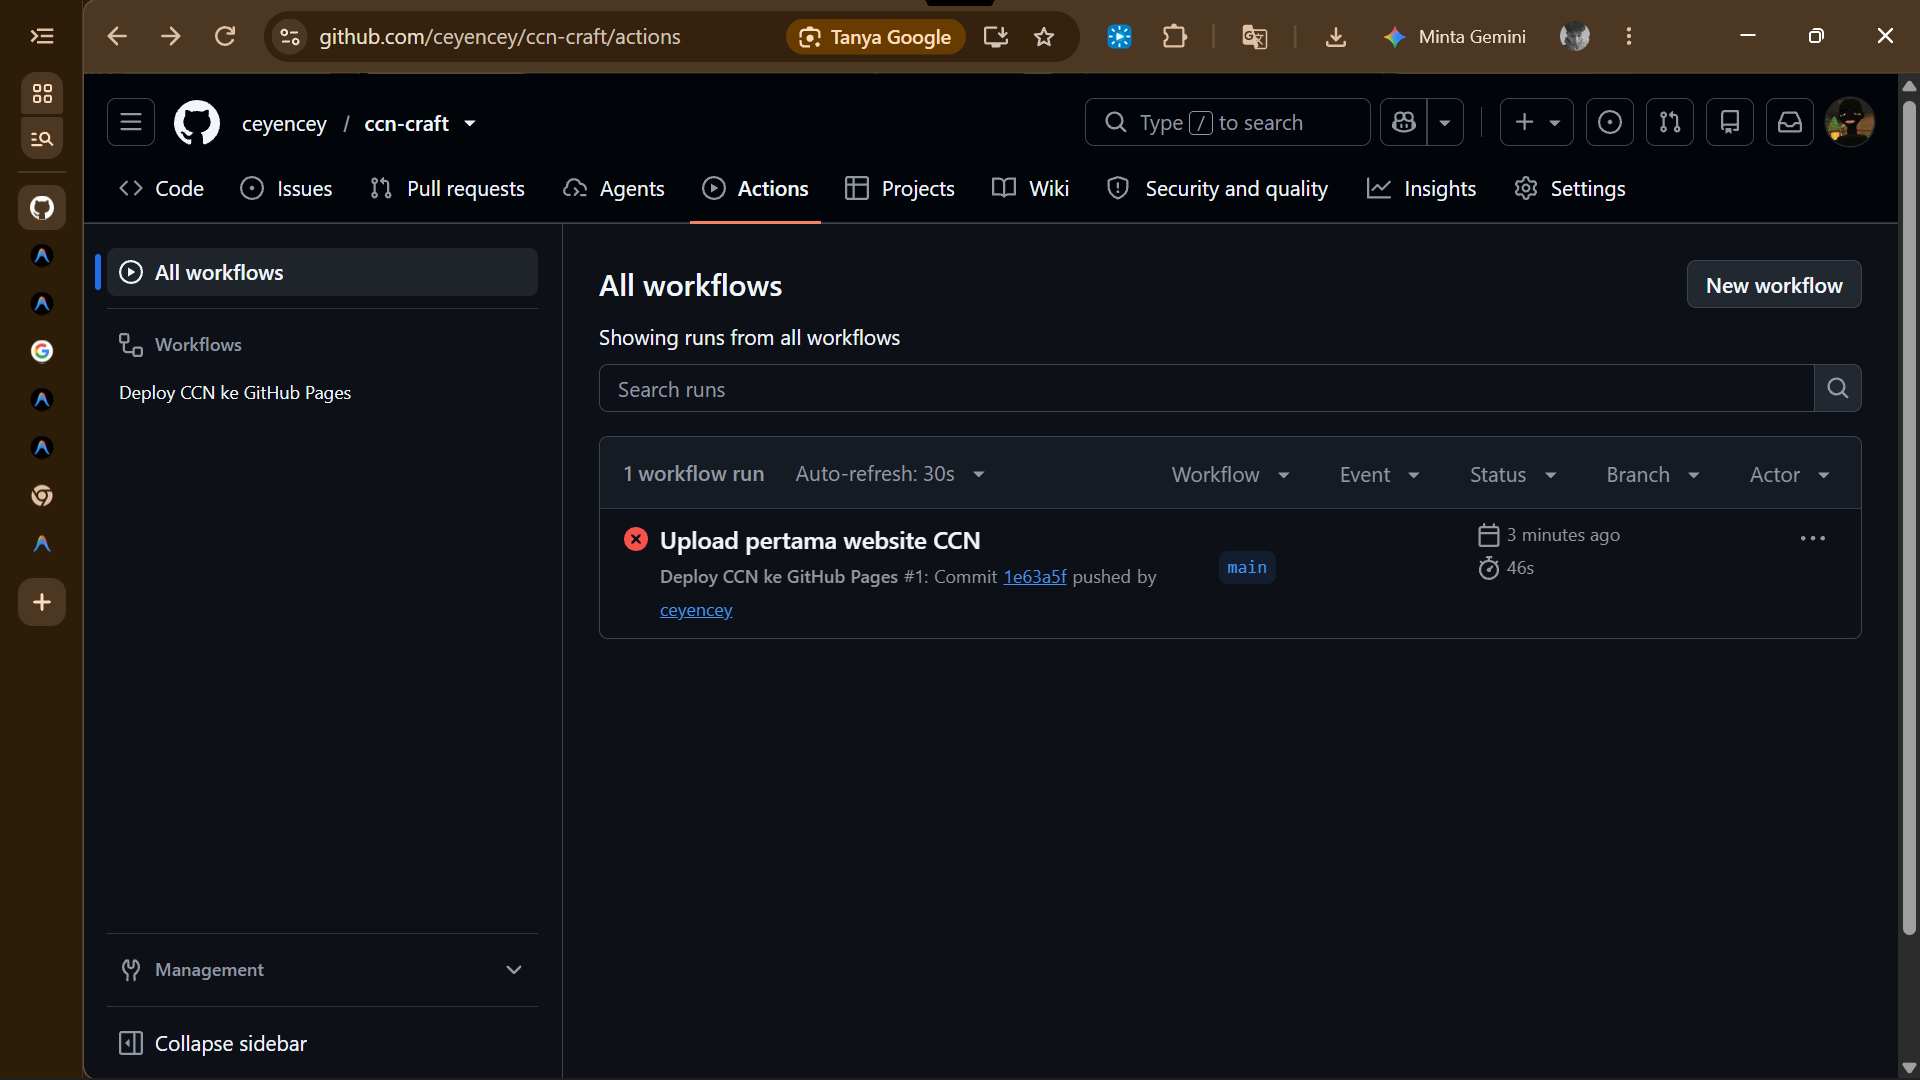 github.com/ceyencey/ccn-craft/actions
Tanya Google
Minta Gemini
ceyencey / ccn-craft
Type / to search
Code
Issues
Pull requests
Agents
Actions
Projects
Wiki
Security and quality
Insights
Settings
All workflows
Workflows
Deploy CCN ke GitHub Pages
Management
Collapse sidebar
All workflows
New workflow
Showing runs from all workflows
Search runs
1 workflow run
Auto-refresh: 30s
Workflow
Event
Status
Branch
Actor
Upload pertama website CCN
Deploy CCN ke GitHub Pages #1: Commit 1e63a5f pushed by
ceyencey
main
3 minutes ago
46s